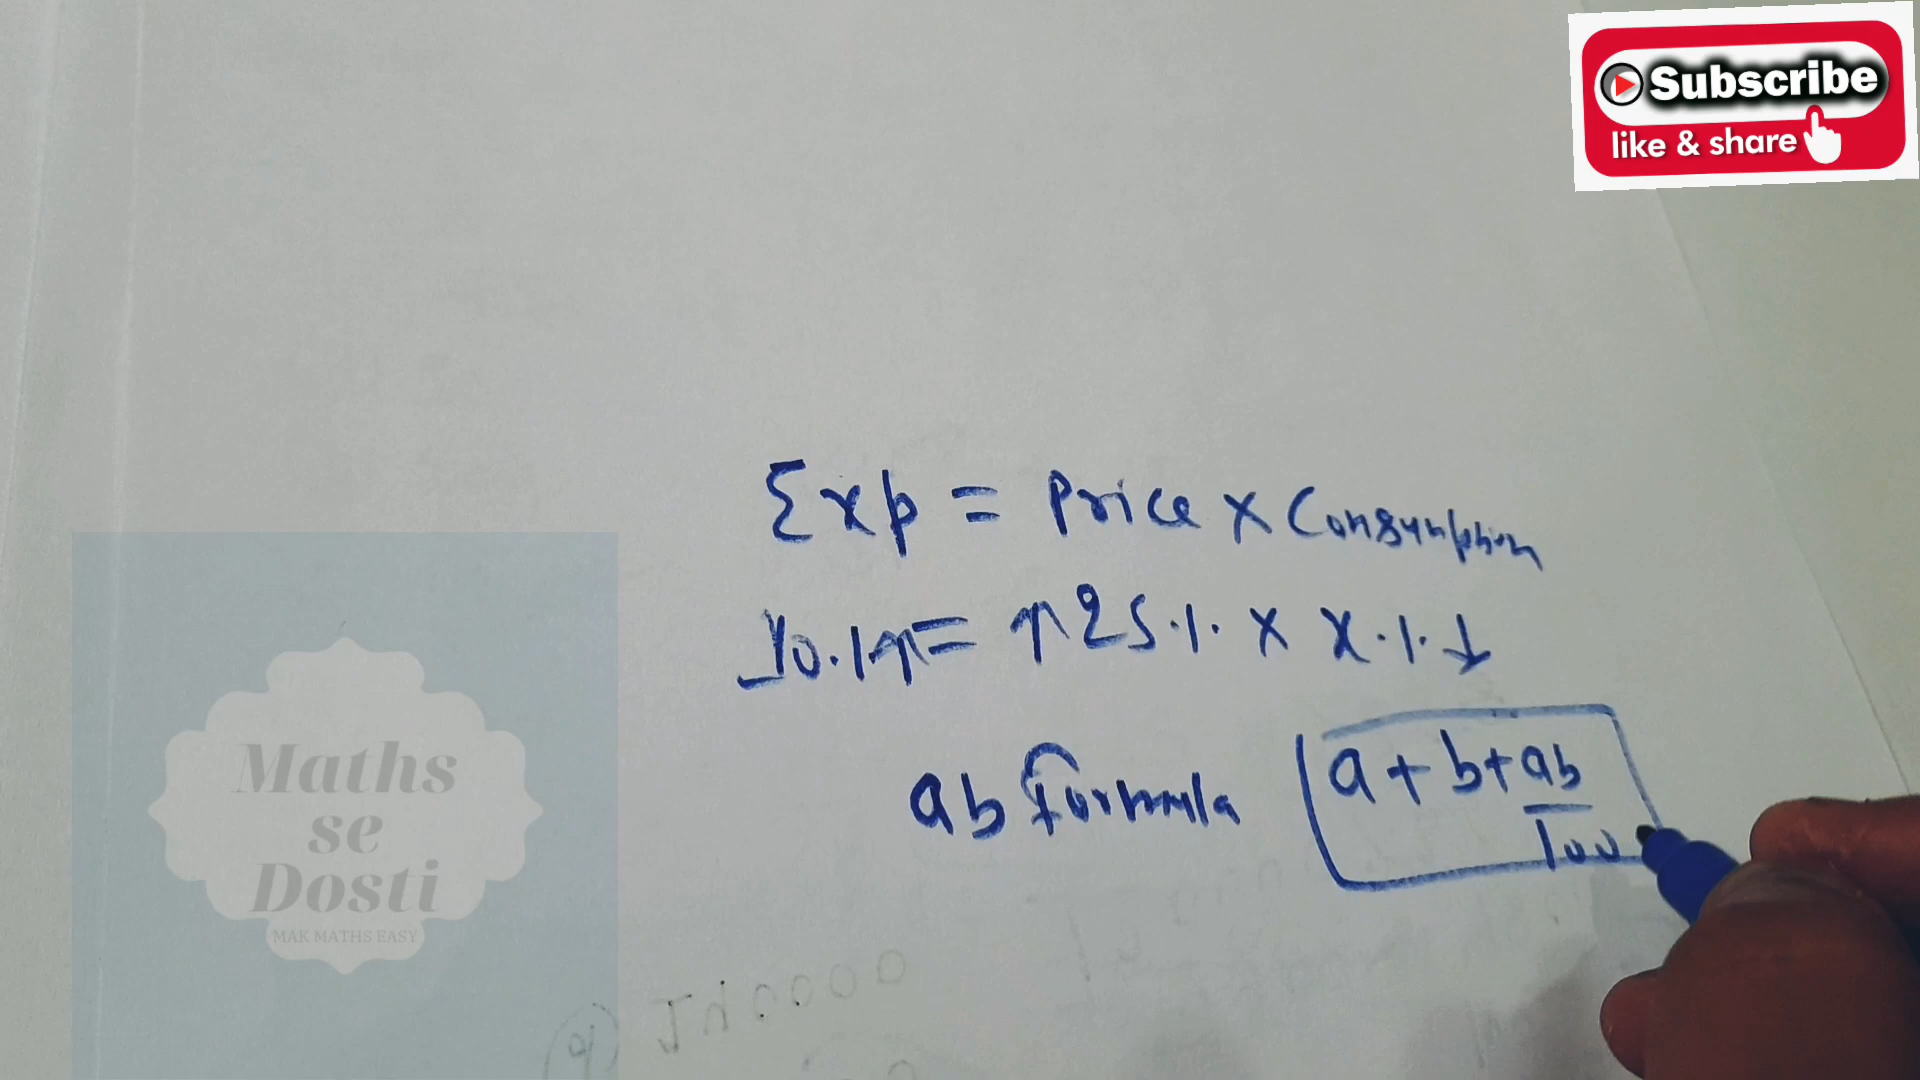 Subscribe
like & share
Exp = Price × Consumption
10.1.↑ = ↑25.1. × x.1.↓
ab formula a+b+ab
100
Maths
se
Dosti
MAK MATHS EASY